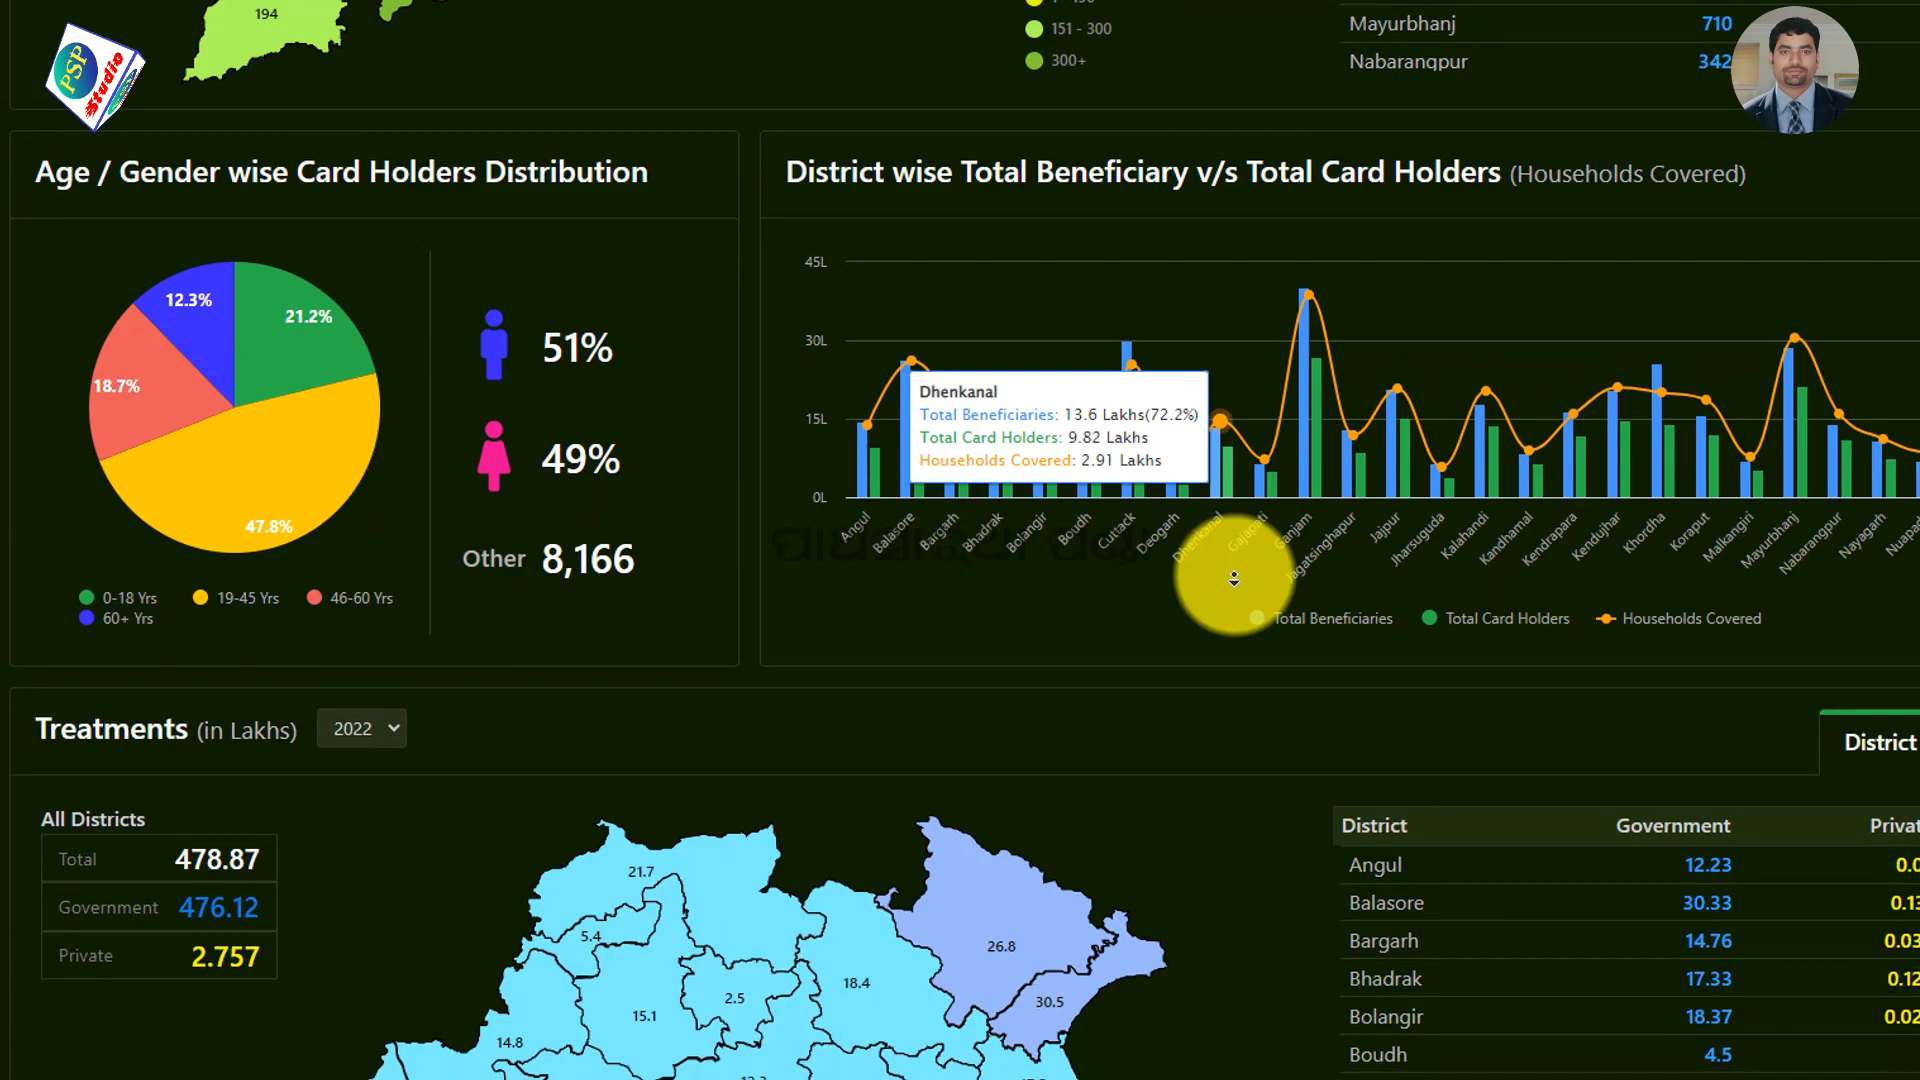 194
151 - 300
300+
Mayurbhanj 710
Nabarangpur 342
PSP
Studio
Age / Gender wise Card Holders Distribution
12.3%
21.2%
18.7%
47.8%
0-18 Yrs 19-45 Yrs 46-60 Yrs
60+ Yrs
51%
49%
Other 8,166
District wise Total Beneficiary v/s Total Card Holders (Households Covered)
45L
30L
15L
0L
Dhenkanal
Total Beneficiaries: 13.6 Lakhs(72.2%)
Total Card Holders: 9.82 Lakhs
Households Covered: 2.91 Lakhs
Angul Balasore Bargarh Bhadrak Bolangir Boudh Cuttack Deogarh Dhenkanal Gajapati Ganjam Jagatsinghapur Jajpur Jharsuguda Kalahandi Kandhamal Kendrapara Kendujhar Khordha Koraput Malkangiri Mayurbhanj Nabarangpur Nayagarh
Total Beneficiaries Total Card Holders Households Covered
Treatments (in Lakhs) 2022
District
All Districts
Total 478.87
Government 476.12
Private 2.757
21.7
5.4
26.8
18.4
2.5
30.5
15.1
14.8
District Government
Angul 12.23
Balasore 30.33
Bargarh 14.76
Bhadrak 17.33
Bolangir 18.37
Boudh 4.5